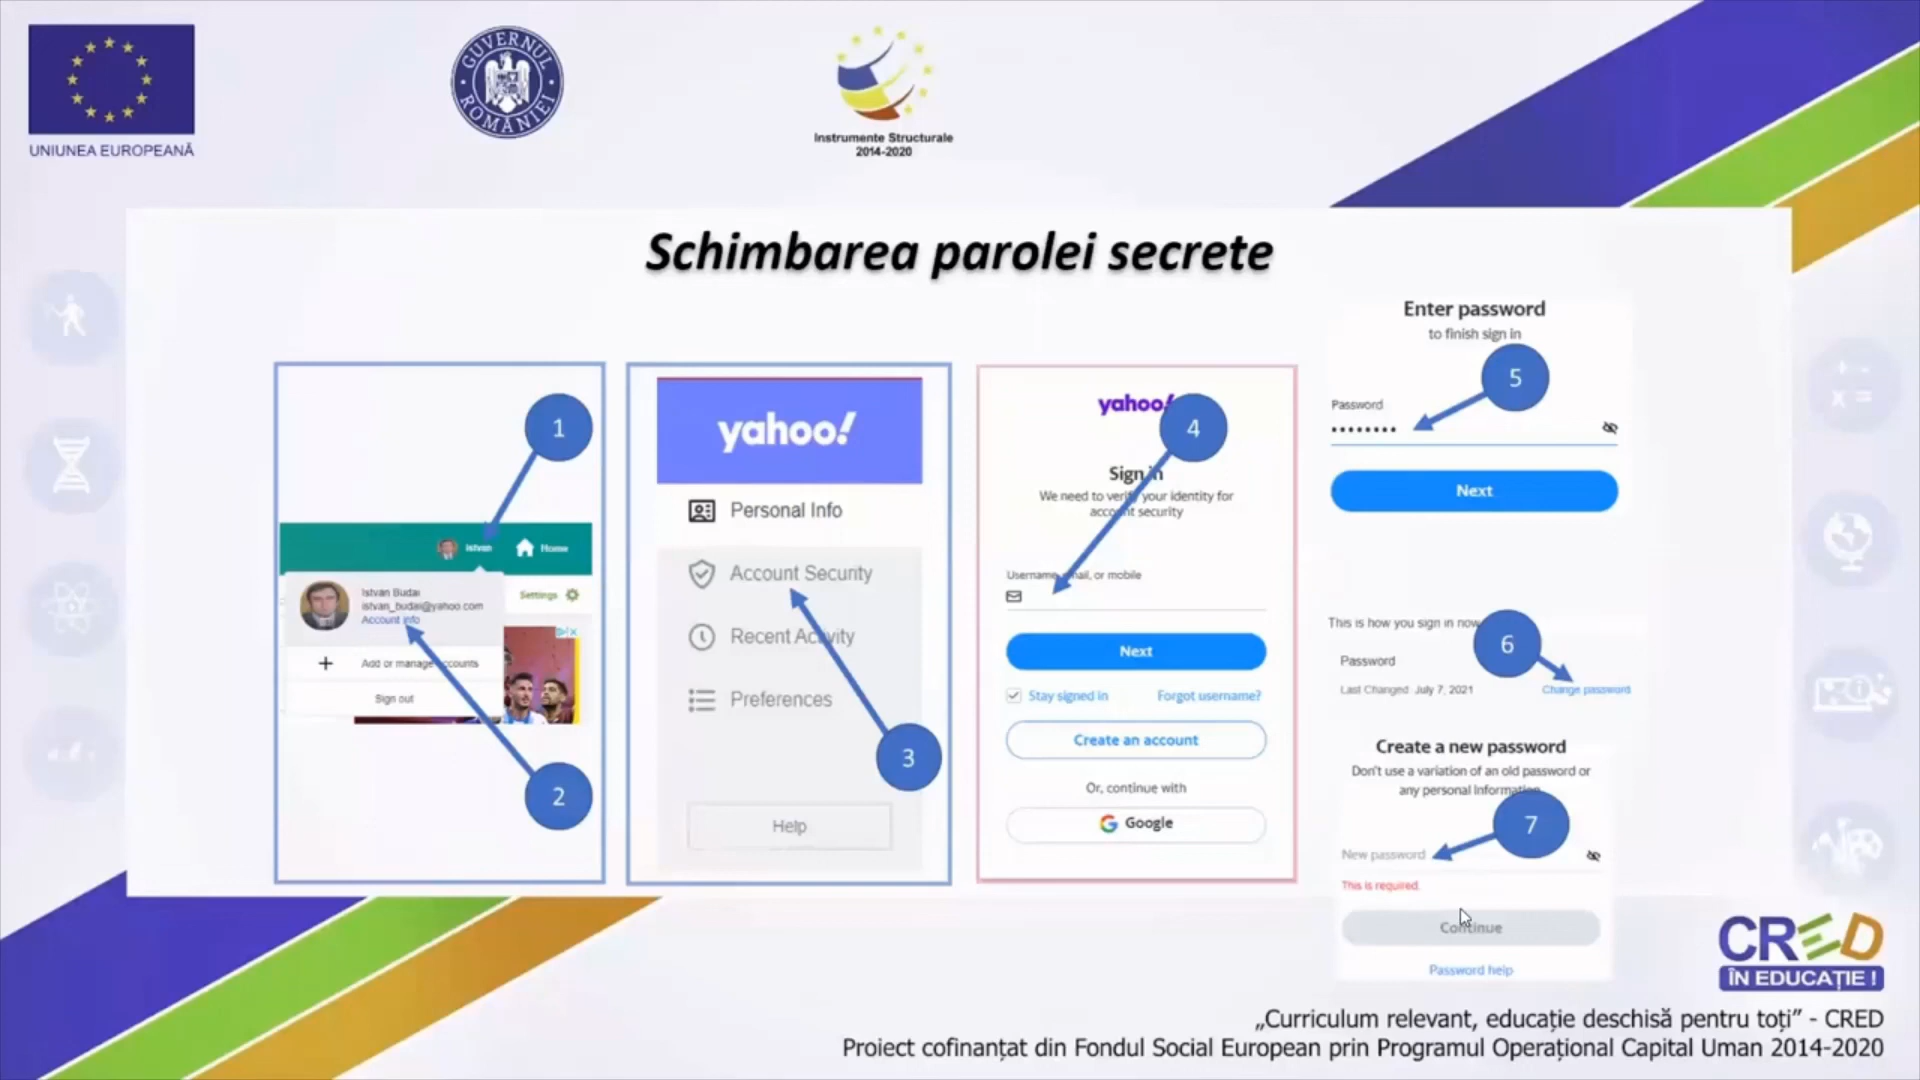 UNIUNEA EUROPEANĂ
GUVERNUL ROMÂNIEI
Instrumente Structurale
2014-2020
Schimbarea parolei secrete
1
Istvan
Home
Istvan Budai
istvan_budai@yahoo.com
Account info
Settings
Add or manage accounts
Sign out
2
yahoo!
Personal Info
Account Security
Recent Activity
Preferences
3
Help
yahoo!
4
Sign in
We need to verify your identity for
account security
Username, email, or mobile
Next
Stay signed in
Forgot username?
Create an account
Or, continue with
Google
Enter password
to finish sign in
5
Password
Next
This is how you sign in now
6
Password
Last Changed: July 7, 2021
Change password
Create a new password
Don't use a variation of an old password or
any personal information
7
New password
This is required.
Continue
Password help
CRED
ÎN EDUCAȚIE !
„Curriculum relevant, educație deschisă pentru toți” - CRED
Proiect cofinanțat din Fondul Social European prin Programul Operațional Capital Uman 2014-2020